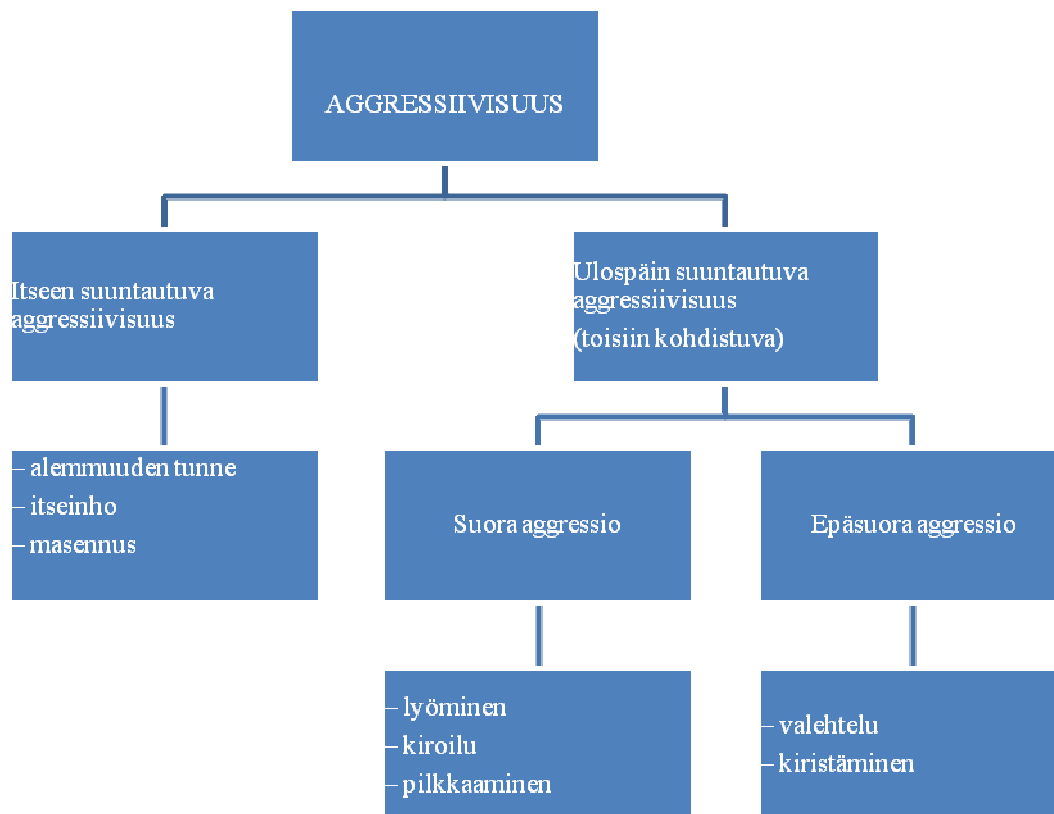 AGGRESSIIVISUUS
Itseen suuntautuva
aggressiivisuus
Ulospäin suuntautuva
aggressiivisuus
(toisiin kohdistuva)
– alemmuuden tunne
– itseinho
– masennus
Suora aggressio
Epäsuora aggressio
– lyöminen
– kiroilu
– pilkkaaminen
– valehtelu
– kiristäminen